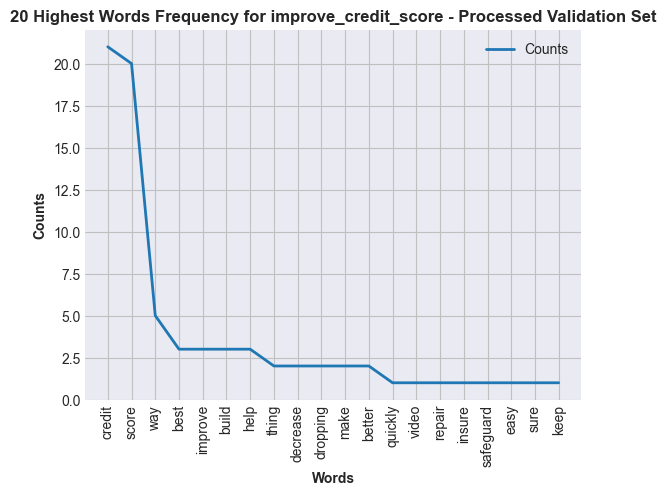 20 Highest Words Frequency for improve_credit_score - Processed Validation Set
Counts
20.0
17.5
15.0
12.5
10.0
7.5
5.0
2.5
0.0
Counts
credit
score
way
best
improve
build
help
thing
decrease
dropping
make
better
quickly
video
repair
insure
safeguard
easy
sure
keep
Words